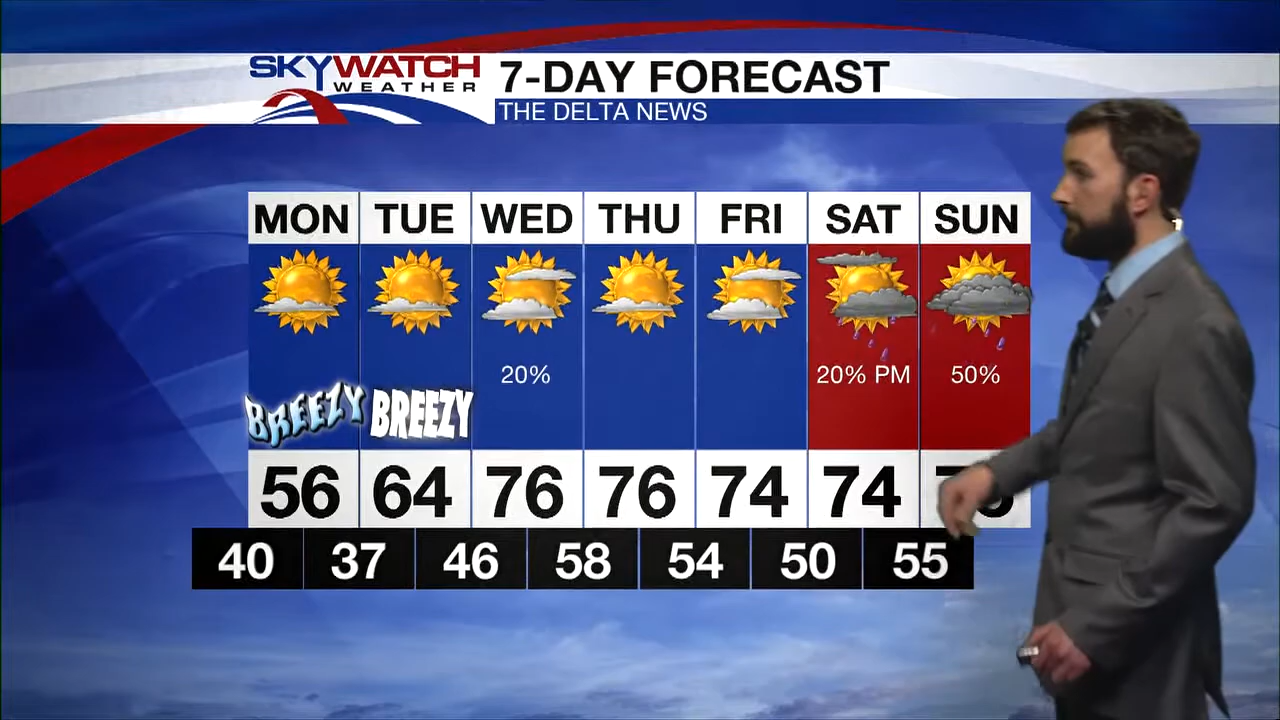 SKYWATCH
WEATHER
7-DAY FORECAST
THE DELTA NEWS
MON TUE WED THU FRI SAT SUN
20% 20% PM 50%
BREEZY BREEZY
56 64 76 76 74 74
40 37 46 58 54 50 55